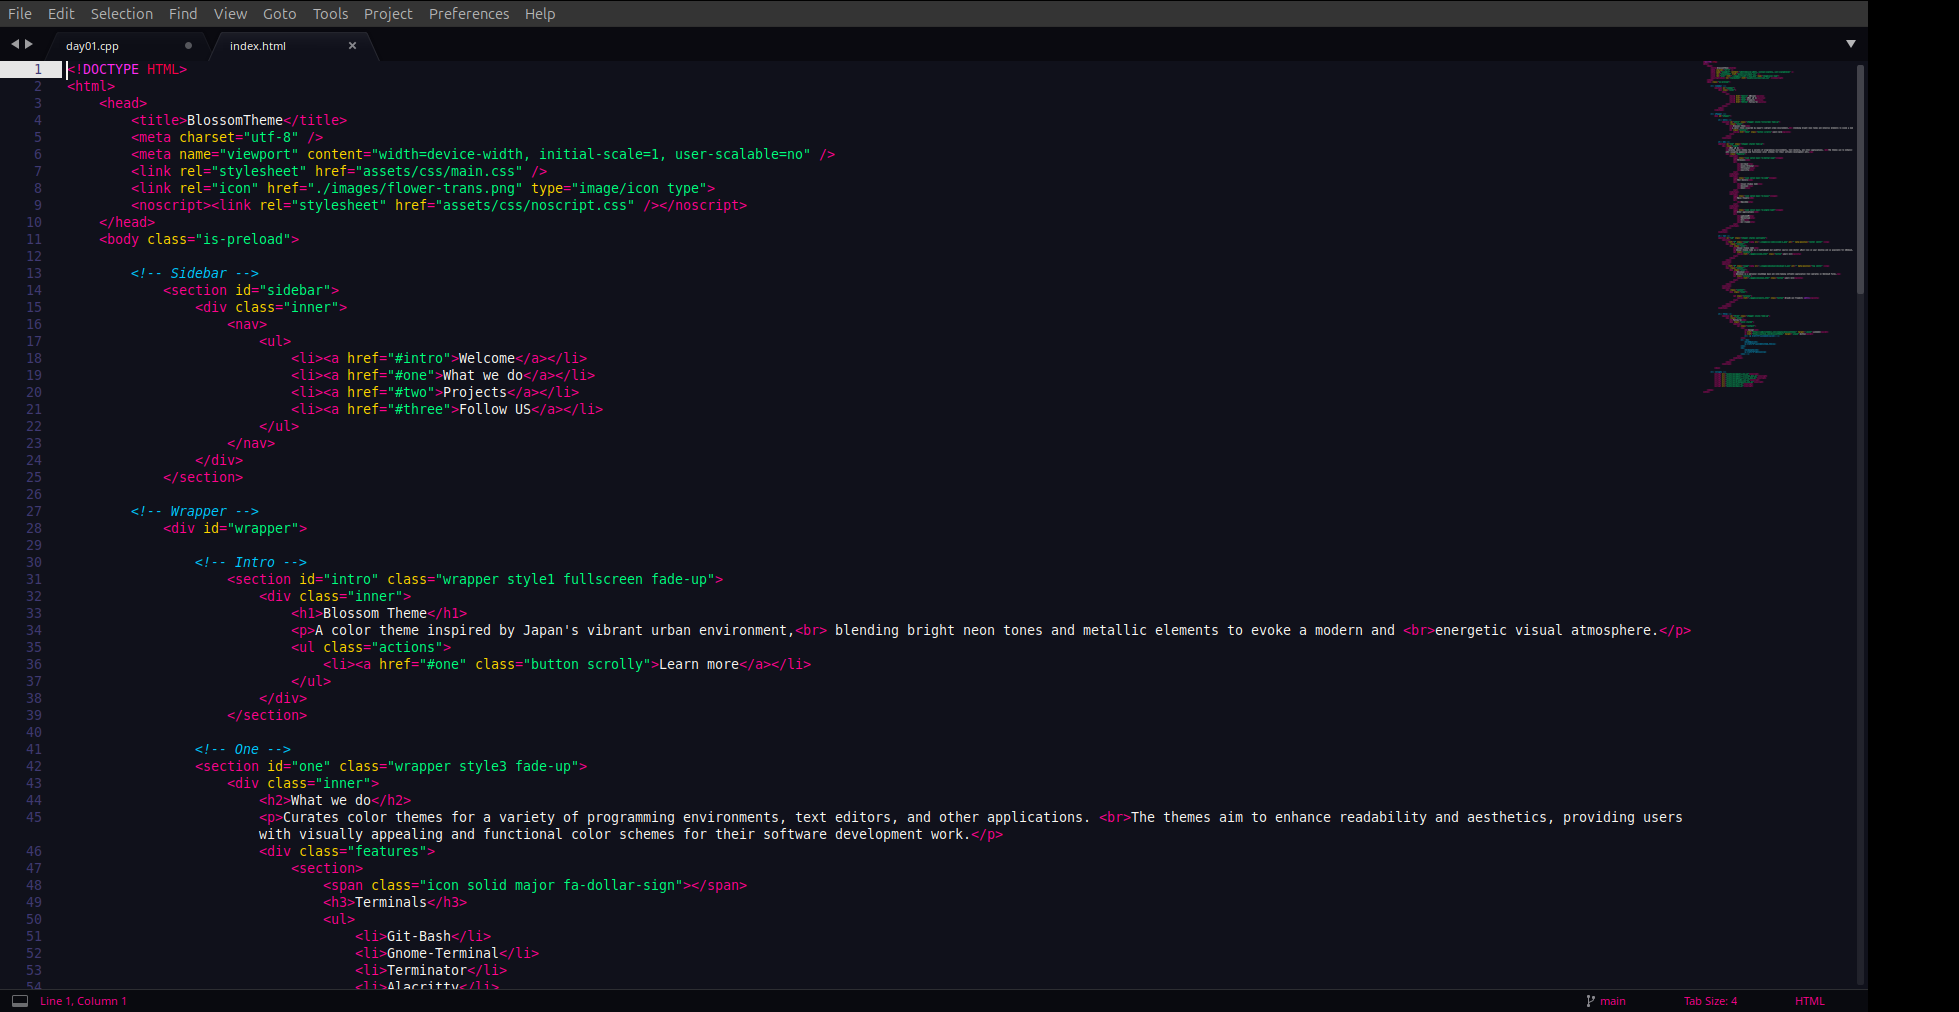 File Edit Selection Find View Goto Tools Project Preferences Help
day01.cpp index.html
1 <!DOCTYPE HTML>
2 <html>
3 <head>
4 <title>BlossomTheme</title>
5 <meta charset="utf-8" />
6 <meta name="viewport" content="width=device-width, initial-scale=1, user-scalable=no" />
7 <link rel="stylesheet" href="assets/css/main.css" />
8 <link rel="icon" href="./images/flower-trans.png" type="image/icon type">
9 <noscript><link rel="stylesheet" href="assets/css/noscript.css" /></noscript>
10 </head>
11 <body class="is-preload">
12
13 <!-- Sidebar -->
14 <section id="sidebar">
15 <div class="inner">
16 <nav>
17 <ul>
18 <li><a href="#intro">Welcome</a></li>
19 <li><a href="#one">What we do</a></li>
20 <li><a href="#two">Projects</a></li>
21 <li><a href="#three">Follow US</a></li>
22 </ul>
23 </nav>
24 </div>
25 </section>
26
27 <!-- Wrapper -->
28 <div id="wrapper">
29
30 <!-- Intro -->
31 <section id="intro" class="wrapper style1 fullscreen fade-up">
32 <div class="inner">
33 <h1>Blossom Theme</h1>
34 <p>A color theme inspired by Japan's vibrant urban environment,<br> blending bright neon tones and metallic elements to evoke a modern and <br>energetic visual atmosphere.</p>
35 <ul class="actions">
36 <li><a href="#one" class="button scrolly">Learn more</a></li>
37 </ul>
38 </div>
39 </section>
40
41 <!-- One -->
42 <section id="one" class="wrapper style3 fade-up">
43 <div class="inner">
44 <h2>What we do</h2>
45 <p>Curates color themes for a variety of programming environments, text editors, and other applications. <br>The themes aim to enhance readability and aesthetics, providing users
with visually appealing and functional color schemes for their software development work.</p>
46 <div class="features">
47 <section>
48 <span class="icon solid major fa-dollar-sign"></span>
49 <h3>Terminals</h3>
50 <ul>
51 <li>Git-Bash</li>
52 <li>Gnome-Terminal</li>
53 <li>Terminator</li>
54 <li>Alacritty</li>
Line 1, Column 1 main Tab Size: 4 HTML